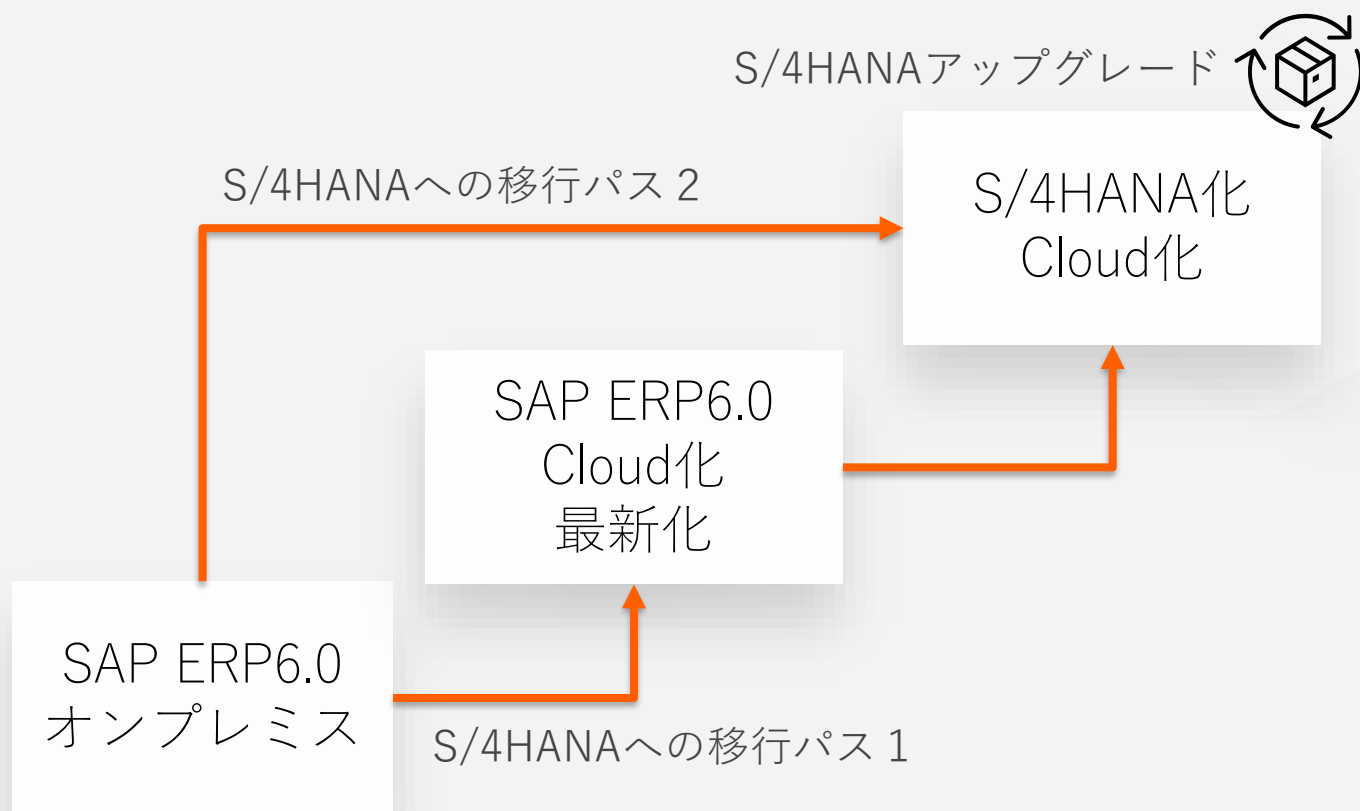 S/4HANAアップグレード
S/4HANAへの移行パス2
S/4HANA化
Cloud化
SAP ERP6.0
Cloud化
最新化
SAP ERP6.0
オンプレミス
S/4HANAへの移行パス1